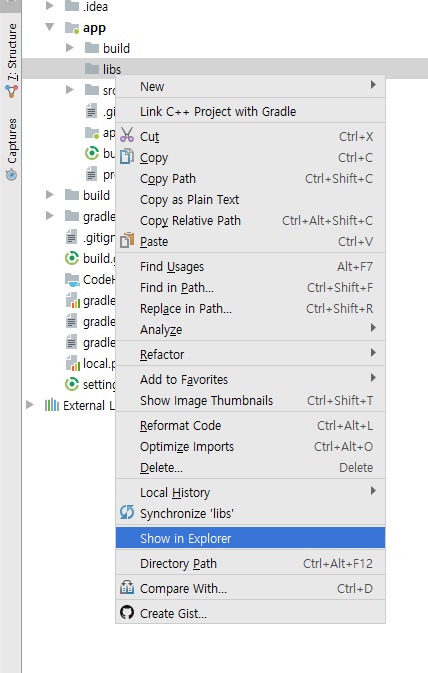 .idea
app
build
libs
src
.gi
ap
bu
pr
build
gradle
.gitign
build.g
CodeH
gradle
gradle
gradle
local.p
setting
External L
Z: Structure
Captures
New
Link C++ Project with Gradle
Cut Ctrl+X
Copy Ctrl+C
Copy Path Ctrl+Shift+C
Copy as Plain Text
Copy Relative Path Ctrl+Alt+Shift+C
Paste Ctrl+V
Find Usages Alt+F7
Find in Path... Ctrl+Shift+F
Replace in Path... Ctrl+Shift+R
Analyze
Refactor
Add to Favorites
Show Image Thumbnails Ctrl+Shift+T
Reformat Code Ctrl+Alt+L
Optimize Imports Ctrl+Alt+O
Delete... Delete
Local History
Synchronize 'libs'
Show in Explorer
Directory Path Ctrl+Alt+F12
Compare With... Ctrl+D
Create Gist...